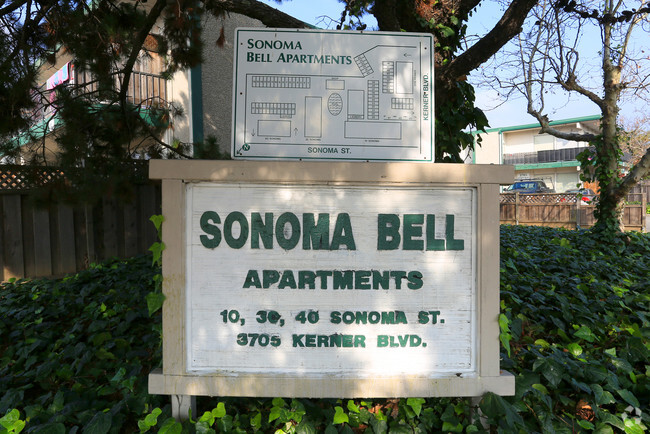 SONOMA
BELL APARTMENTS
KERNER BLVD.
N
SONOMA ST.
SONOMA BELL
APARTMENTS
10, 30, 40 SONOMA ST.
3705 KERNER BLVD.